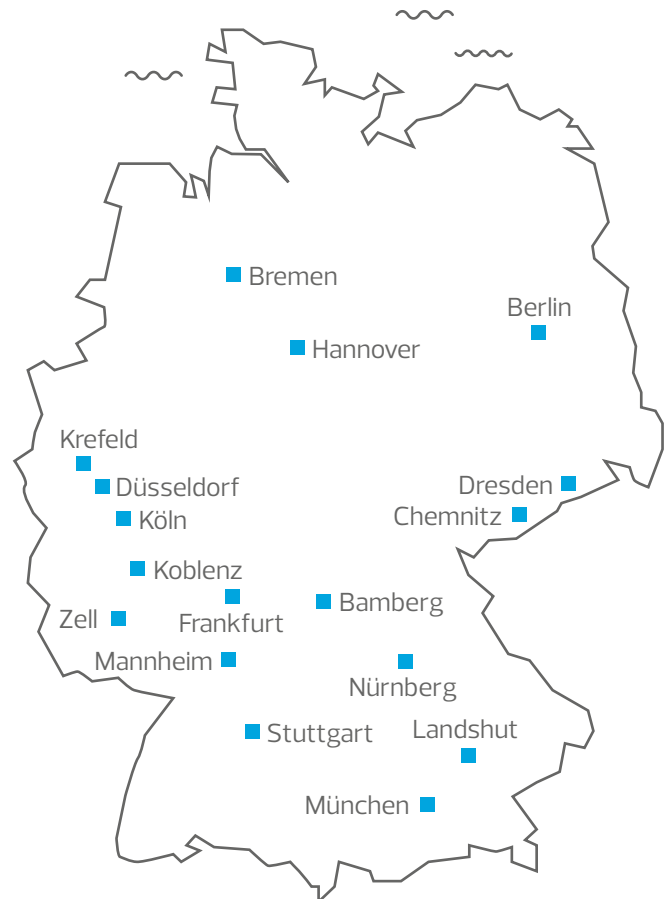 Bremen
Berlin
Hannover
Krefeld
Düsseldorf
Dresden
Köln
Chemnitz
Koblenz
Zell
Frankfurt
Bamberg
Mannheim
Nürnberg
Stuttgart
Landshut
München